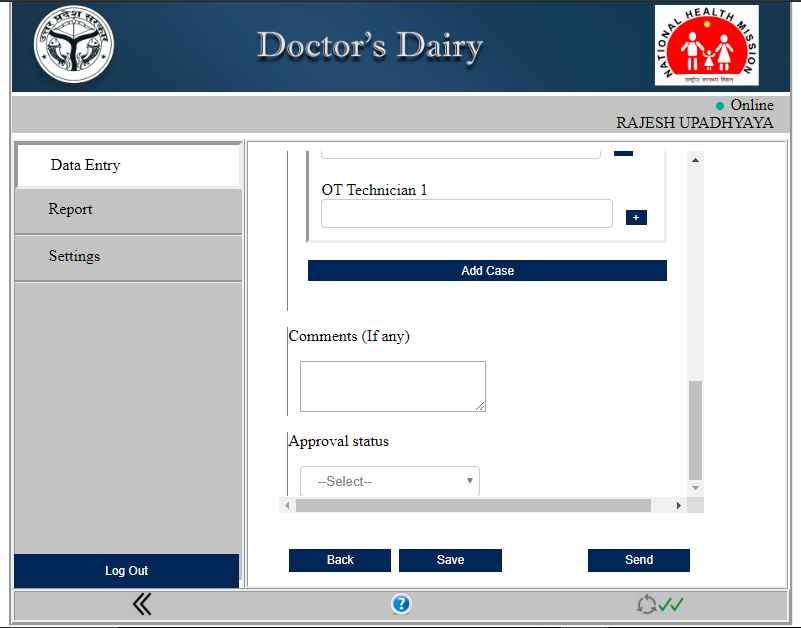 उत्तर प्रदेश सरकार
Doctor's Dairy
NATIONAL HEALTH MISSION
राष्ट्रीय स्वास्थ्य मिशन
Online
RAJESH UPADHYAYA
Data Entry
Report
Settings
OT Technician 1
+
Add Case
Comments (If any)
Approval status
--Select--
Back
Save
Send
Log Out
?